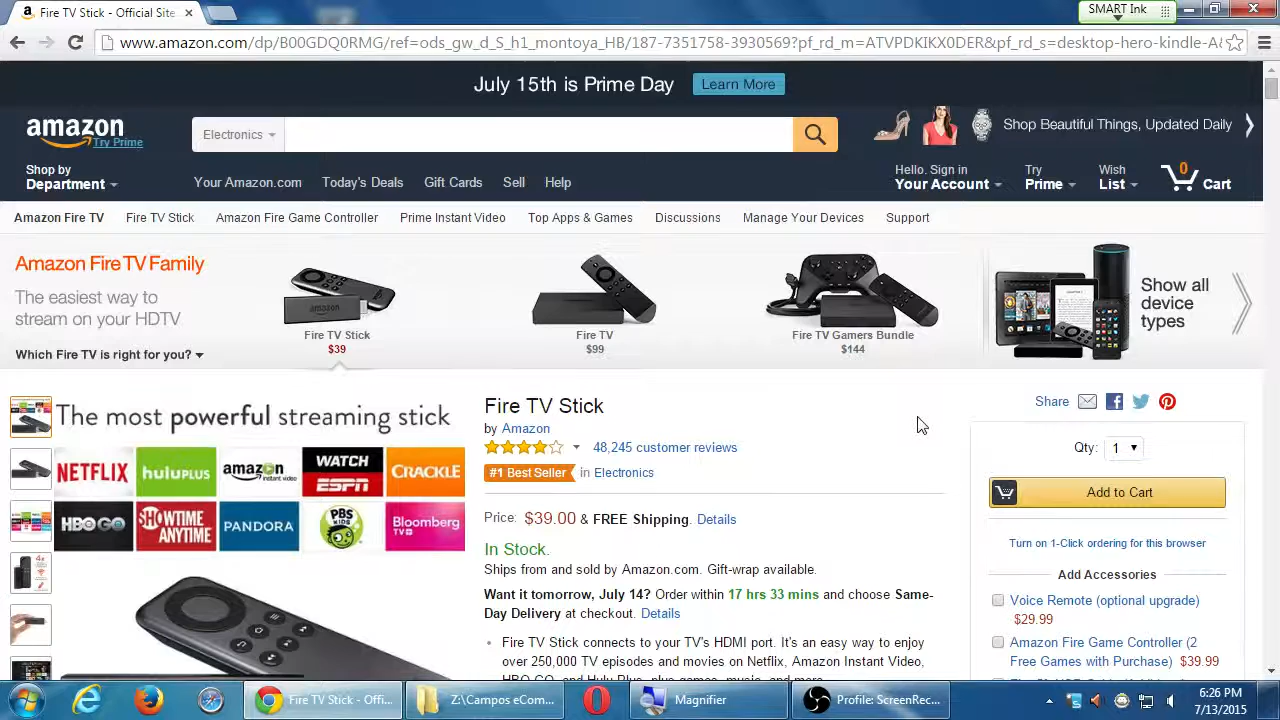 Fire TV Stick - Official Site
SMART Ink
www.amazon.com/dp/B00GDQ0RMG/ref=ods_gw_d_S_h1_montoya_HB/187-7351758-3930569?pf_rd_m=ATVPDKIKX0DER&pf_rd_s=desktop-hero-kindle-A&
July 15th is Prime Day Learn More
amazon
Try Prime
Electronics
Shop Beautiful Things, Updated Daily
Shop by
Department
Your Amazon.com Today's Deals Gift Cards Sell Help
Hello. Sign in
Your Account
Try
Prime
Wish
List
0
Cart
Amazon Fire TV Fire TV Stick Amazon Fire Game Controller Prime Instant Video Top Apps & Games Discussions Manage Your Devices Support
Amazon Fire TV Family
The easiest way to
stream on your HDTV
Which Fire TV is right for you?
amazon
Fire TV Stick
$39
Fire TV
$99
Fire TV Gamers Bundle
$144
Show all
device
types
The most powerful streaming stick
NETFLIX huluPLUS amazon instant video WATCH ESPN CRACKLE
HBO GO SHOWTIME ANYTIME PANDORA PBS KIDS Bloomberg TV
Fire TV Stick
by Amazon
48,245 customer reviews
#1 Best Seller in Electronics
Price: $39.00 & FREE Shipping. Details
In Stock.
Ships from and sold by Amazon.com. Gift-wrap available.
Want it tomorrow, July 14? Order within 17 hrs 33 mins and choose Same-
Day Delivery at checkout. Details
Fire TV Stick connects to your TV's HDMI port. It's an easy way to enjoy
over 250,000 TV episodes and movies on Netflix, Amazon Instant Video,
HBO GO, and Hulu Plus, plus games, music, and more.
Share
Qty: 1
Add to Cart
Turn on 1-Click ordering for this browser
Add Accessories
Voice Remote (optional upgrade)
$29.99
Amazon Fire Game Controller (2
Free Games with Purchase) $39.99
Fire TV Stick - Offi...
Z:\Campos eCom...
Magnifier
Profile: ScreenRec...
6:26 PM
7/13/2015